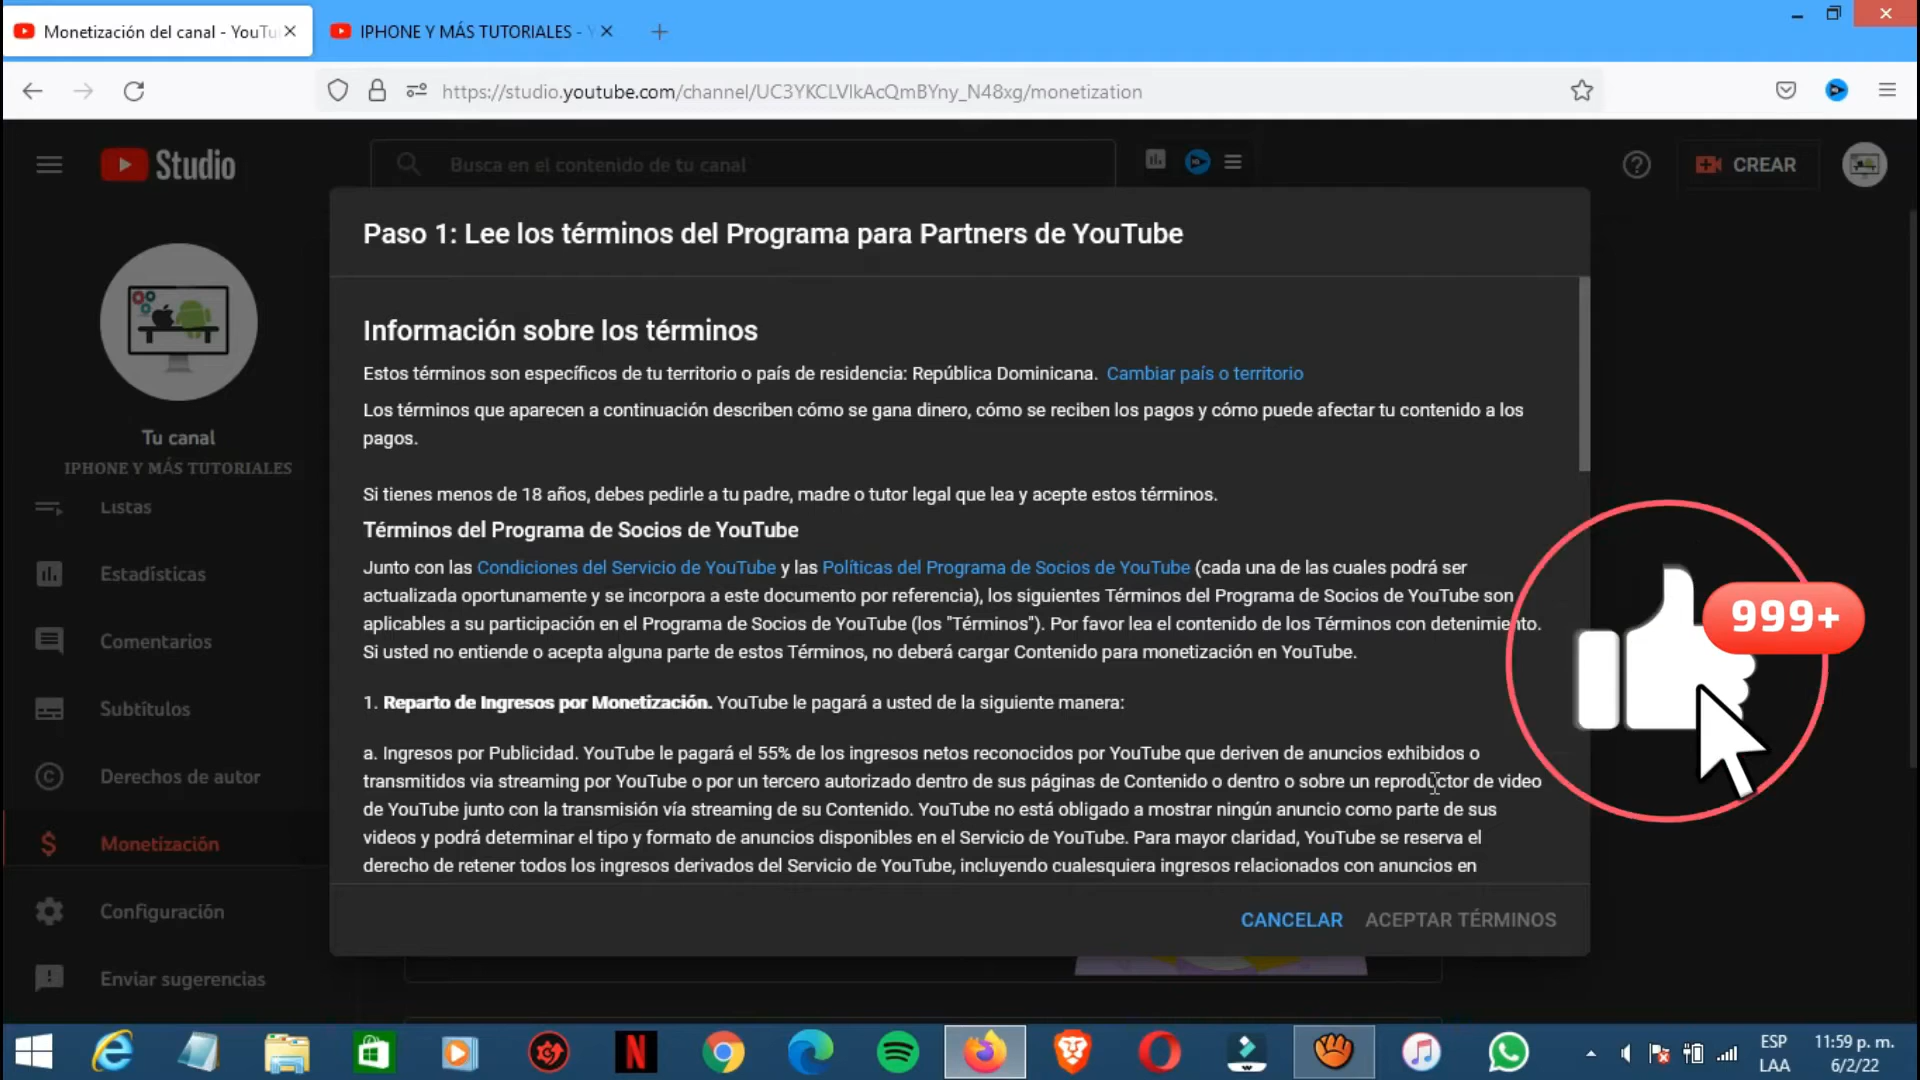 Monetización del canal - YouTu
IPHONE Y MÁS TUTORIALES - Y
https://studio.youtube.com/channel/UC3YKCLVlkAcQmBYny_N48xg/monetization
Studio
Busca en el contenido de tu canal
CREAR
Tu canal
IPHONE Y MÁS TUTORIALES
Listas
Estadísticas
Comentarios
Subtítulos
Derechos de autor
Monetización
Configuración
Enviar sugerencias
Paso 1: Lee los términos del Programa para Partners de YouTube
Información sobre los términos
Estos términos son específicos de tu territorio o país de residencia: República Dominicana. Cambiar país o territorio
Los términos que aparecen a continuación describen cómo se gana dinero, cómo se reciben los pagos y cómo puede afectar tu contenido a los
pagos.
Si tienes menos de 18 años, debes pedirle a tu padre, madre o tutor legal que lea y acepte estos términos.
Términos del Programa de Socios de YouTube
Junto con las Condiciones del Servicio de YouTube y las Políticas del Programa de Socios de YouTube (cada una de las cuales podrá ser
actualizada oportunamente y se incorpora a este documento por referencia), los siguientes Términos del Programa de Socios de YouTube son
aplicables a su participación en el Programa de Socios de YouTube (los "Términos"). Por favor lea el contenido de los Términos con detenimiento.
Si usted no entiende o acepta alguna parte de estos Términos, no deberá cargar Contenido para monetización en YouTube.
1. Reparto de Ingresos por Monetización. YouTube le pagará a usted de la siguiente manera:
a. Ingresos por Publicidad. YouTube le pagará el 55% de los ingresos netos reconocidos por YouTube que deriven de anuncios exhibidos o
transmitidos via streaming por YouTube o por un tercero autorizado dentro de sus páginas de Contenido o dentro o sobre un reproductor de video
de YouTube junto con la transmisión vía streaming de su Contenido. YouTube no está obligado a mostrar ningún anuncio como parte de sus
videos y podrá determinar el tipo y formato de anuncios disponibles en el Servicio de YouTube. Para mayor claridad, YouTube se reserva el
derecho de retener todos los ingresos derivados del Servicio de YouTube, incluyendo cualesquiera ingresos relacionados con anuncios en
CANCELAR
ACEPTAR TÉRMINOS
999+
ESP
LAA
11:59 p. m.
6/2/22